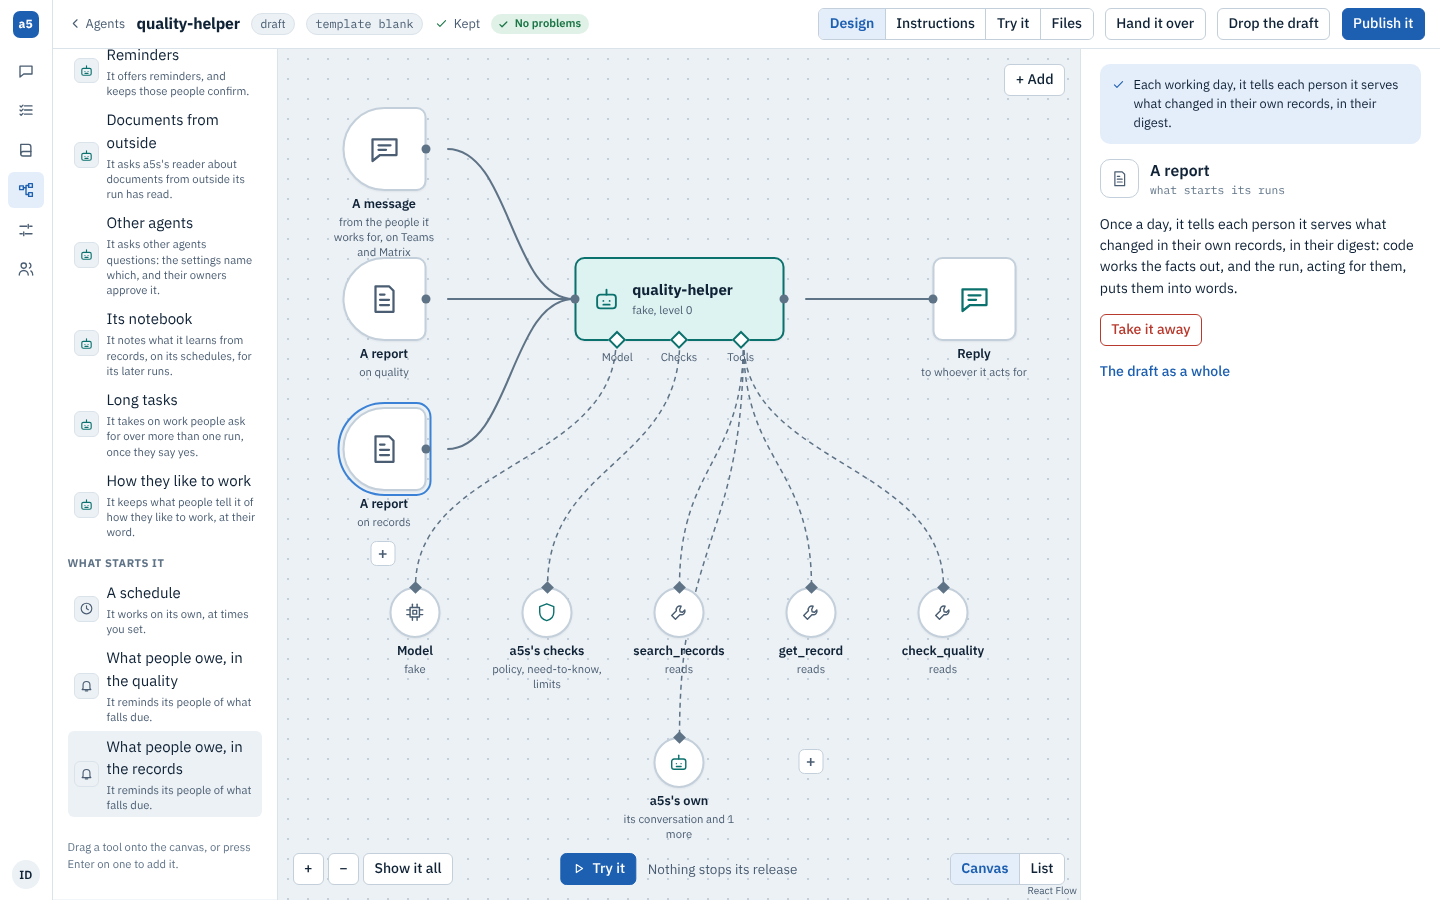 a5
Agents
quality-helper
draft
template blank
Kept
No problems
Design
Instructions
Try it
Files
Hand it over
Drop the draft
Publish it
Reminders
It offers reminders, and
keeps those people confirm.
Documents from
outside
It asks a5s's reader about
documents from outside its
run has read.
Other agents
It asks other agents
questions: the settings name
which, and their owners
approve it.
Its notebook
It notes what it learns from
records, on its schedules, for
its later runs.
Long tasks
It takes on work people ask
for over more than one run,
once they say yes.
How they like to work
It keeps what people tell it of
how they like to work, at their
word.
WHAT STARTS IT
A schedule
It works on its own, at times
you set.
What people owe, in
the quality
It reminds its people of what
falls due.
What people owe, in
the records
It reminds its people of what
falls due.
Drag a tool onto the canvas, or press
Enter on one to add it.
ID
+ Add
A message
from the people it
works for, on Teams
and Matrix
A report
on quality
A report
on records
+
quality-helper
fake, level 0
Model
Checks
Tools
Reply
to whoever it acts for
Model
fake
a5s's checks
policy, need-to-know,
limits
search_records
reads
get_record
reads
check_quality
reads
a5s's own
its conversation and 1
more
+
+
−
Show it all
Try it
Nothing stops its release
Canvas
List
React Flow
Each working day, it tells each person it serves
what changed in their own records, in their
digest.
A report
what starts its runs
Once a day, it tells each person it serves what
changed in their own records, in their digest: code
works the facts out, and the run, acting for them,
puts them into words.
Take it away
The draft as a whole